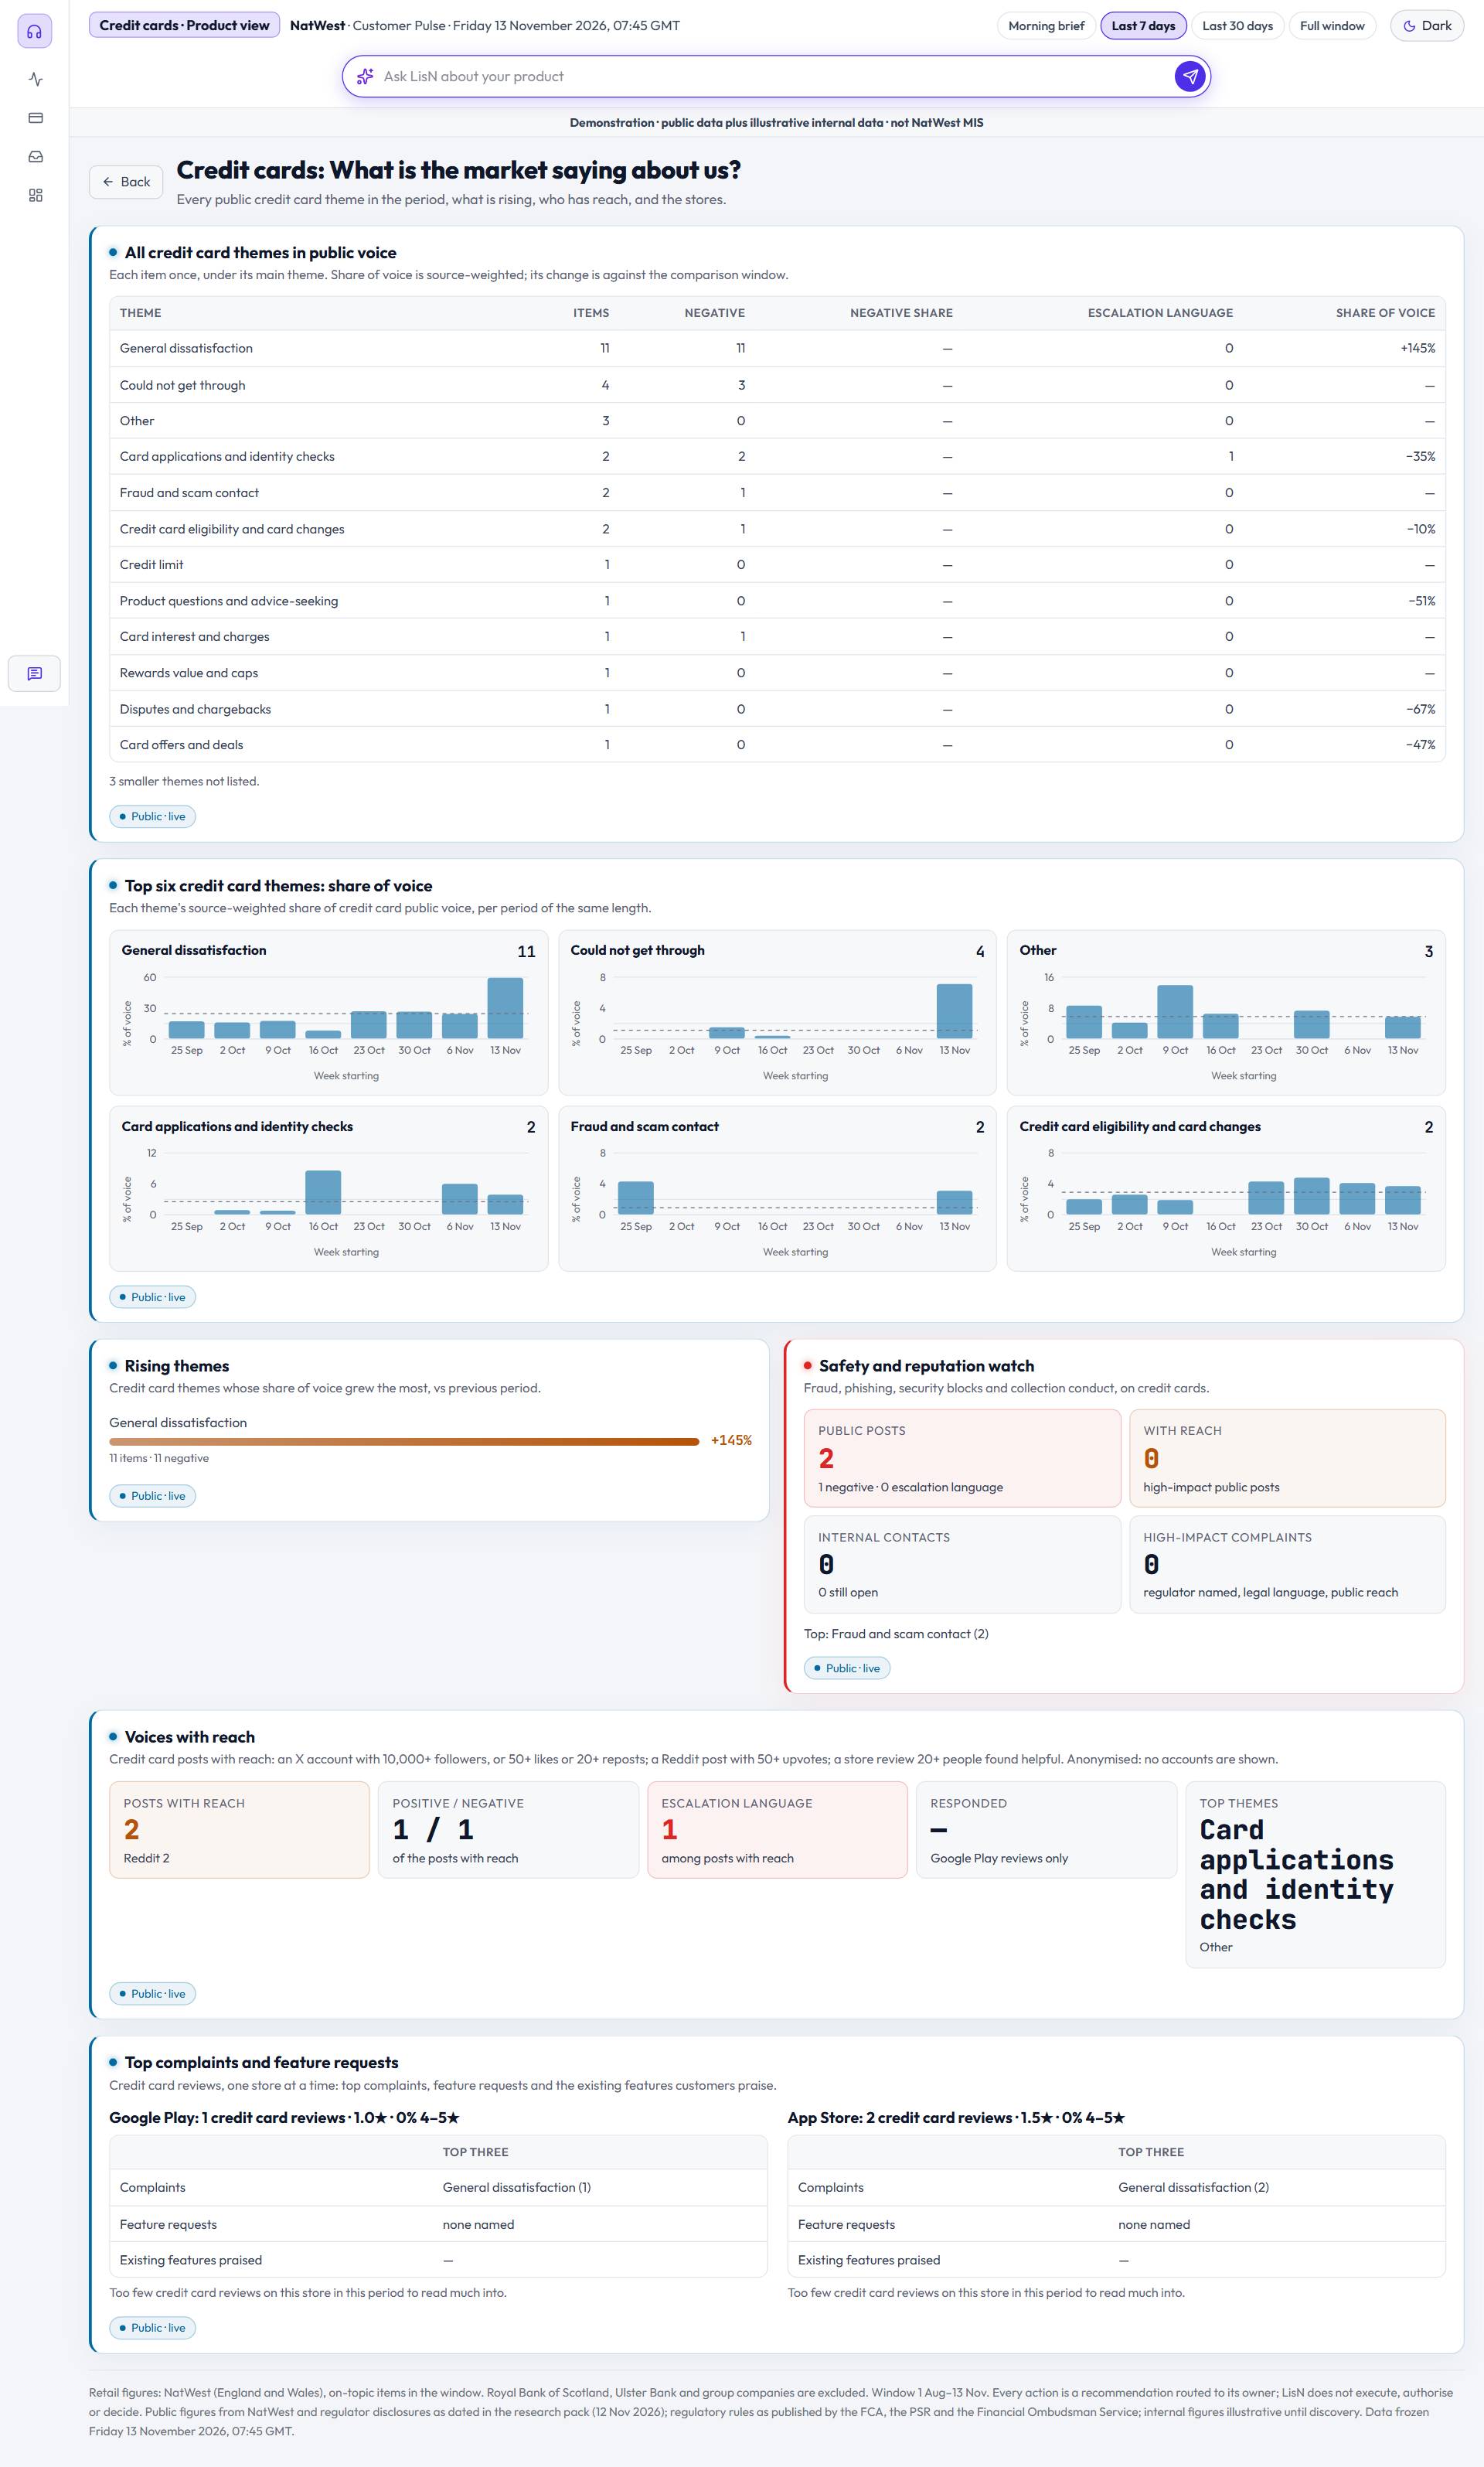 Credit cards · Product view
NatWest · Customer Pulse · Friday 13 November 2026, 07:45 GMT
Morning brief
Last 7 days
Last 30 days
Full window
Dark
Ask LisN about your product
Demonstration · public data plus illustrative internal data · not NatWest MIS
Back
Credit cards: What is the market saying about us?
Every public credit card theme in the period, what is rising, who has reach, and the stores.
All credit card themes in public voice
Each item once, under its main theme. Share of voice is source-weighted; its change is against the comparison window.
THEME ITEMS NEGATIVE NEGATIVE SHARE ESCALATION LANGUAGE SHARE OF VOICE
General dissatisfaction 11 11 — 0 +145%
Could not get through 4 3 — 0 —
Other 3 0 — 0 —
Card applications and identity checks 2 2 — 1 −35%
Fraud and scam contact 2 1 — 0 —
Credit card eligibility and card changes 2 1 — 0 −10%
Credit limit 1 0 — 0 —
Product questions and advice-seeking 1 0 — 0 −51%
Card interest and charges 1 1 — 0 —
Rewards value and caps 1 0 — 0 —
Disputes and chargebacks 1 0 — 0 −67%
Card offers and deals 1 0 — 0 −47%
3 smaller themes not listed.
Public · live
Top six credit card themes: share of voice
Each theme's source-weighted share of credit card public voice, per period of the same length.
General dissatisfaction 11
60
30
0
% of voice
25 Sep 2 Oct 9 Oct 16 Oct 23 Oct 30 Oct 6 Nov 13 Nov
Week starting
Could not get through 4
8
4
0
% of voice
25 Sep 2 Oct 9 Oct 16 Oct 23 Oct 30 Oct 6 Nov 13 Nov
Week starting
Other 3
16
8
0
% of voice
25 Sep 2 Oct 9 Oct 16 Oct 23 Oct 30 Oct 6 Nov 13 Nov
Week starting
Card applications and identity checks 2
12
6
0
% of voice
25 Sep 2 Oct 9 Oct 16 Oct 23 Oct 30 Oct 6 Nov 13 Nov
Week starting
Fraud and scam contact 2
8
4
0
% of voice
25 Sep 2 Oct 9 Oct 16 Oct 23 Oct 30 Oct 6 Nov 13 Nov
Week starting
Credit card eligibility and card changes 2
8
4
0
% of voice
25 Sep 2 Oct 9 Oct 16 Oct 23 Oct 30 Oct 6 Nov 13 Nov
Week starting
Public · live
Rising themes
Credit card themes whose share of voice grew the most, vs previous period.
General dissatisfaction
+145%
11 items · 11 negative
Public · live
Safety and reputation watch
Fraud, phishing, security blocks and collection conduct, on credit cards.
PUBLIC POSTS
2
1 negative · 0 escalation language
WITH REACH
0
high-impact public posts
INTERNAL CONTACTS
0
0 still open
HIGH-IMPACT COMPLAINTS
0
regulator named, legal language, public reach
Top: Fraud and scam contact (2)
Public · live
Voices with reach
Credit card posts with reach: an X account with 10,000+ followers, or 50+ likes or 20+ reposts; a Reddit post with 50+ upvotes; a store review 20+ people found helpful. Anonymised: no accounts are shown.
POSTS WITH REACH
2
Reddit 2
POSITIVE / NEGATIVE
1 / 1
of the posts with reach
ESCALATION LANGUAGE
1
among posts with reach
RESPONDED
—
Google Play reviews only
TOP THEMES
Card
applications
and identity
checks
Other
Public · live
Top complaints and feature requests
Credit card reviews, one store at a time: top complaints, feature requests and the existing features customers praise.
Google Play: 1 credit card reviews · 1.0★ · 0% 4–5★
TOP THREE
Complaints General dissatisfaction (1)
Feature requests none named
Existing features praised —
Too few credit card reviews on this store in this period to read much into.
App Store: 2 credit card reviews · 1.5★ · 0% 4–5★
TOP THREE
Complaints General dissatisfaction (2)
Feature requests none named
Existing features praised —
Too few credit card reviews on this store in this period to read much into.
Public · live
Retail figures: NatWest (England and Wales), on-topic items in the window. Royal Bank of Scotland, Ulster Bank and group companies are excluded. Window 1 Aug–13 Nov. Every action is a recommendation routed to its owner; LisN does not execute, authorise
or decide. Public figures from NatWest and regulator disclosures as dated in the research pack (12 Nov 2026); regulatory rules as published by the FCA, the PSR and the Financial Ombudsman Service; internal figures illustrative until discovery. Data frozen
Friday 13 November 2026, 07:45 GMT.